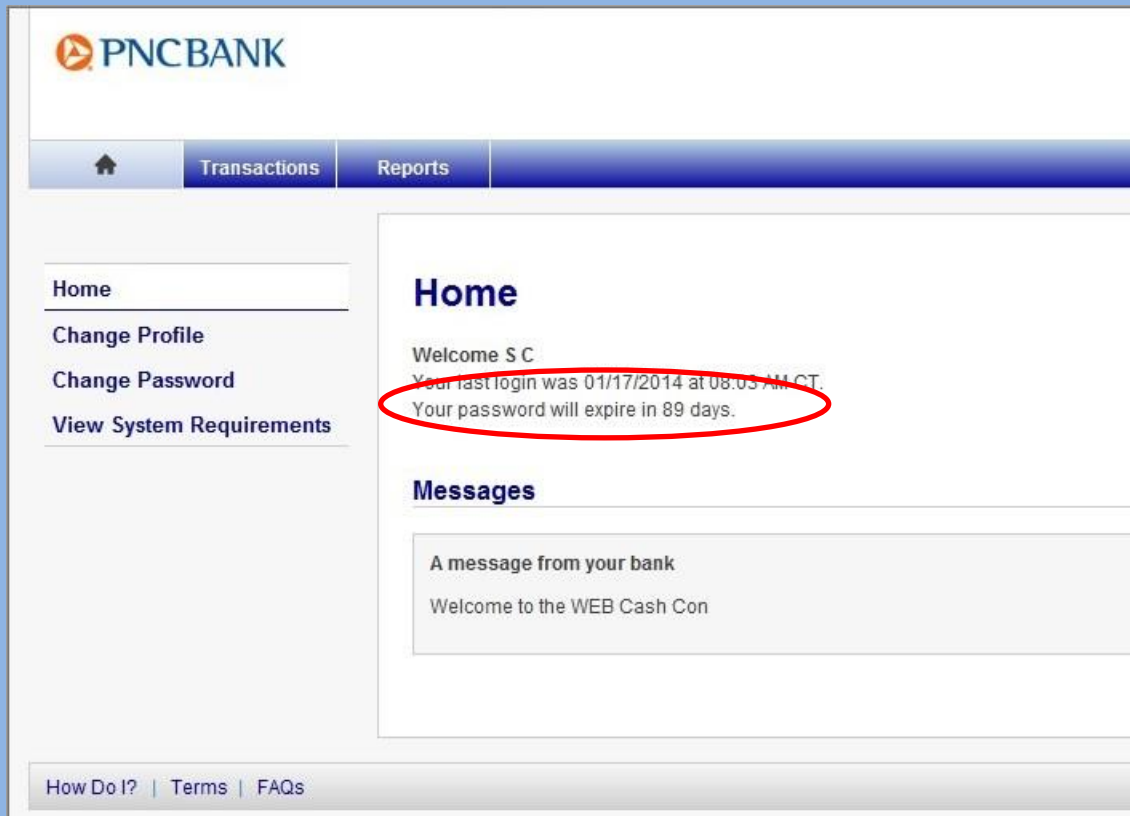 PNCBANK
Transactions
Reports
Home
Change Profile
Change Password
View System Requirements
Home
Welcome S C
Your last login was 01/17/2014 at 08:03 AM CT.
Your password will expire in 89 days.
Messages
A message from your bank
Welcome to the WEB Cash Con
How Do I? | Terms | FAQs